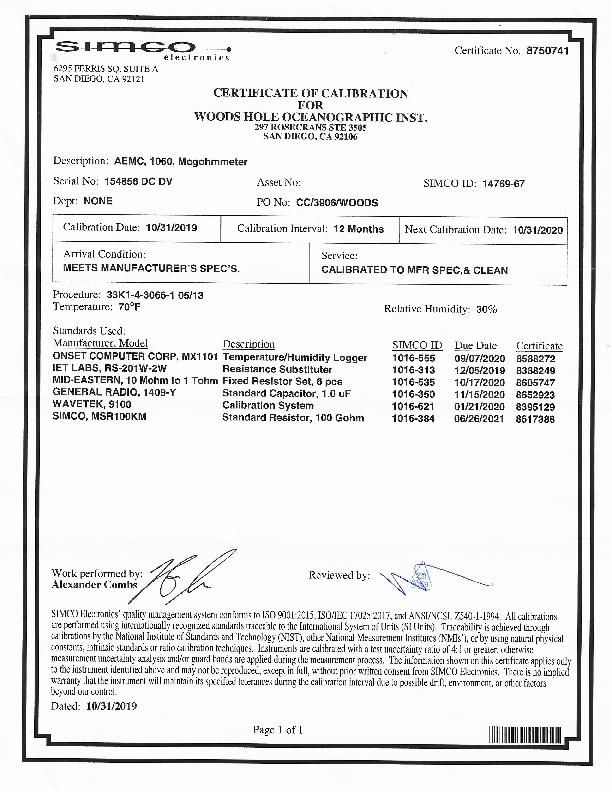 SIMCO
electronics
Certificate No. 8750741
6295 FERRIS SQ. SUITE A
SAN DIEGO, CA 92121
CERTIFICATE OF CALIBRATION
FOR
WOODS HOLE OCEANOGRAPHIC INST.
297 ROSECRANS STE 3505
SAN DIEGO, CA 92106
Description: AEMC, 1060, Mogohmmeter
Serial No: 154856 DC DV Asset No: SIMCO ID: 14769-67
Dept: NONE PO No: CC/3906/WOODS
Calibration Date: 10/31/2019 Calibration Interval: 12 Months Next Calibration Date: 10/31/2020
Arrival Condition: Service:
MEETS MANUFACTURER'S SPEC'S. CALIBRATED TO MFR SPEC,& CLEAN
Procedure: 33K1-4-3065-1 05/13
Temperature: 70°F Relative Humidity: 30%
Standards Used:
Manufacturer, Model Description SIMCO ID Due Date Certificate
ONSET COMPUTER CORP, MX1101 Temperature/Humidity Logger 1016-555 09/07/2020 8588272
IET LABS, RS-201W-2W Resistance Substituter 1016-313 12/05/2019 8388249
MID-EASTERN, 10 Mohm to 1 Tohm Fixed Resistor Set, 6 pcs 1016-535 10/17/2020 8605747
GENERAL RADIO, 1409-Y Standard Capacitor, 1.0 uF 1016-350 11/15/2020 8652923
WAVETEK, 9100 Calibration System 1016-621 01/21/2020 8395129
SIMCO, MSR100KM Standard Resistor, 100 Gohm 1016-384 06/26/2021 8617388
Work performed by: Reviewed by:
Alexander Combs
SIMCO Electronics' quality management system conforms to ISO 9001:2015, ISO/IEC 17025:2017, and ANSI/NCSL Z540-1-1994. All calibrations
are performed using internationally recognized standards traceable to the International System of Units (SI Units). Traceability is achieved through
calibrations by the National Institute of Standards and Technology (NIST), other National Measurement Institutes (NMI's), or by using natural physical
constants, intrinsic standards or ratio calibration techniques. Instruments are calibrated with a test uncertainty ratio of 4:1 or greater, otherwise
measurement uncertainty analysis and/or guard bands are applied during the measurement process. The information shown on this certificate applies only
to the instrument identified above and may not be reproduced, except in full, without prior written consent from SIMCO Electronics. There is no implied
warranty that the instrument will maintain its specified tolerances during the calibration interval due to possible drift, environment, or other factors
beyond our control.
Dated: 10/31/2019
Page 1 of 1